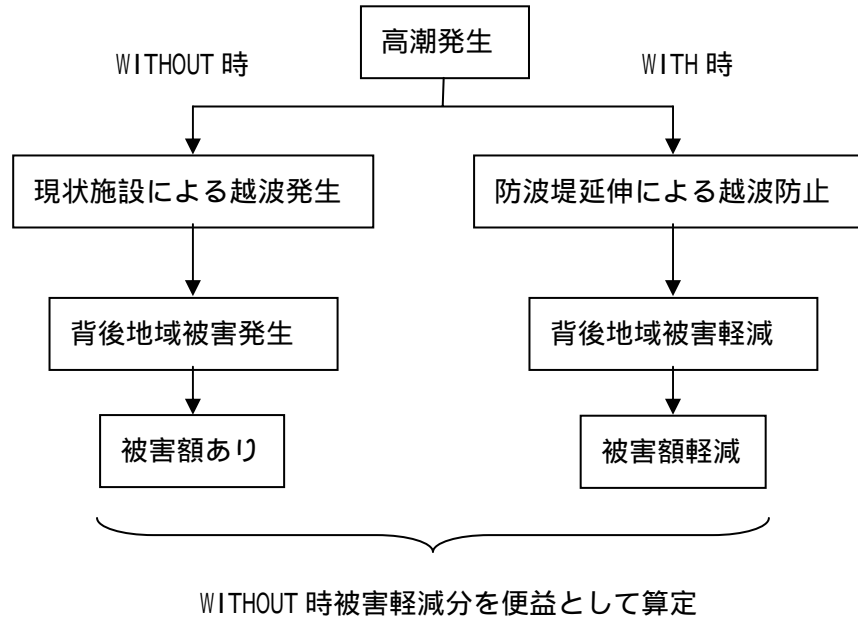 高潮発生
WITHOUT 時
WITH 時
現状施設による越波発生
防波堤延伸による越波防止
背後地域被害発生
背後地域被害軽減
被害額あり
被害額軽減
WITHOUT 時被害軽減分を便益として算定